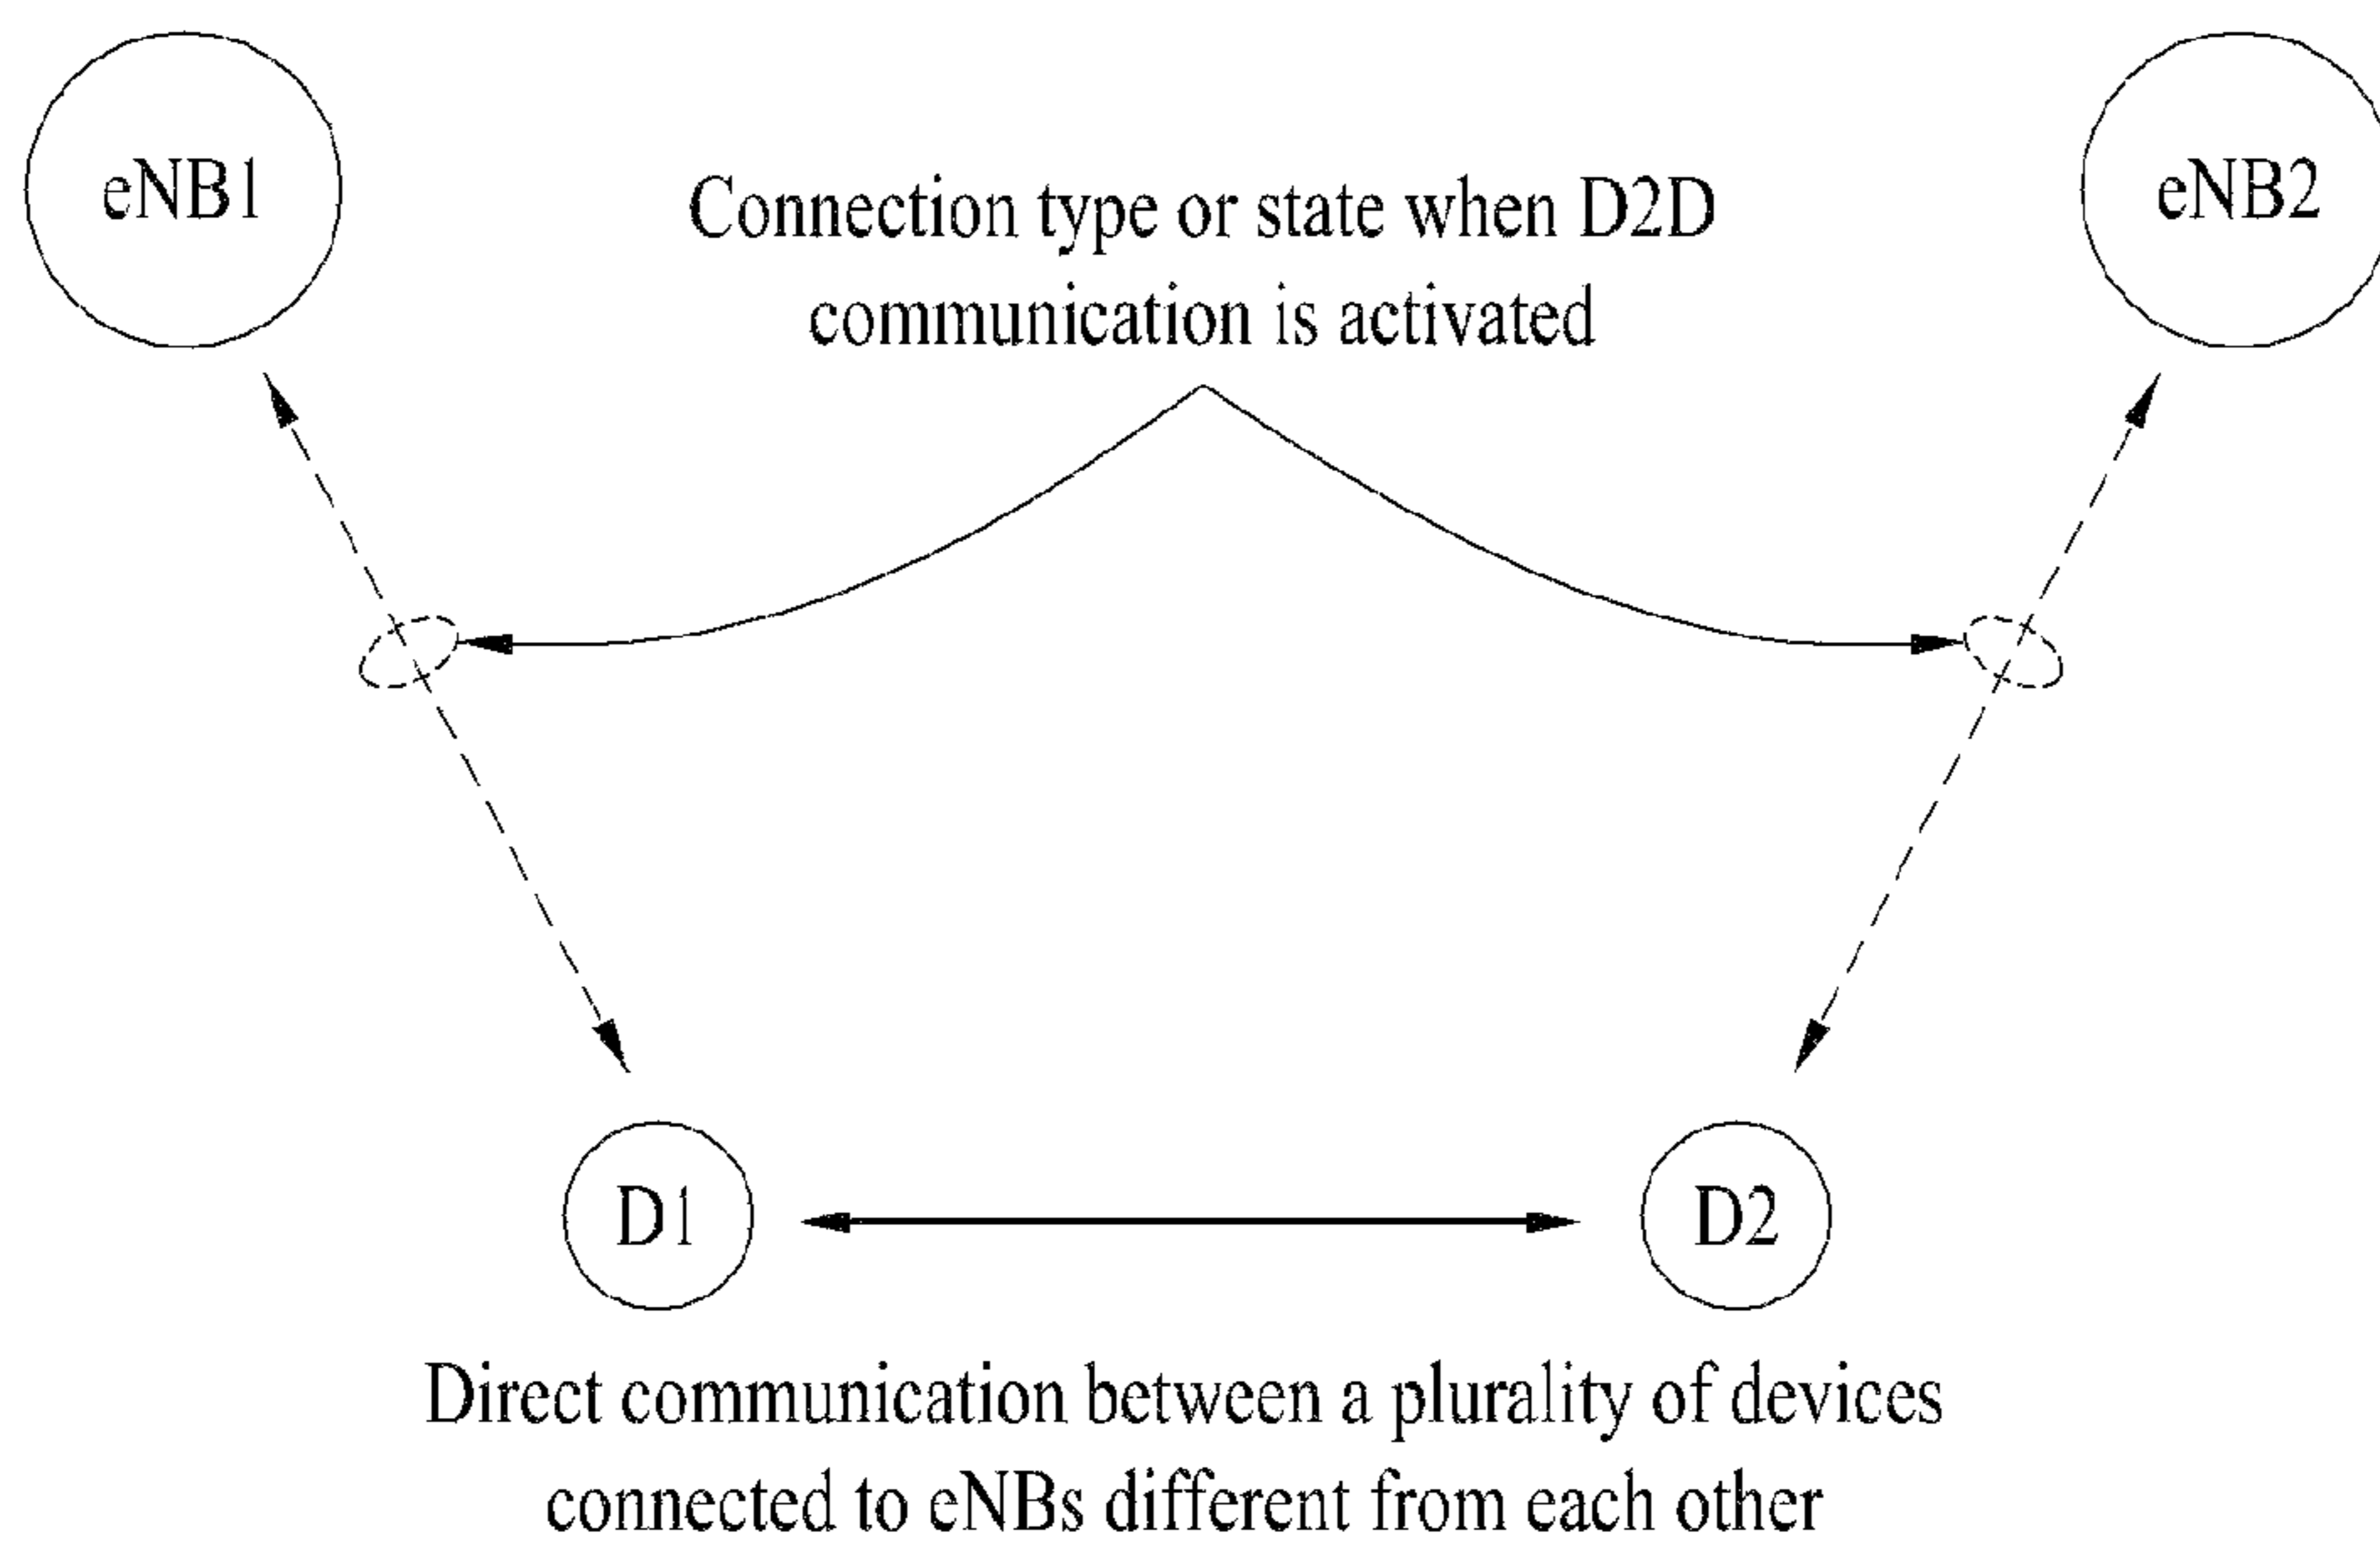 eNB1
eNB2
Connection type or state when D2D
communication is activated
D1
D2
Direct communication between a plurality of devices
connected to eNBs different from each other